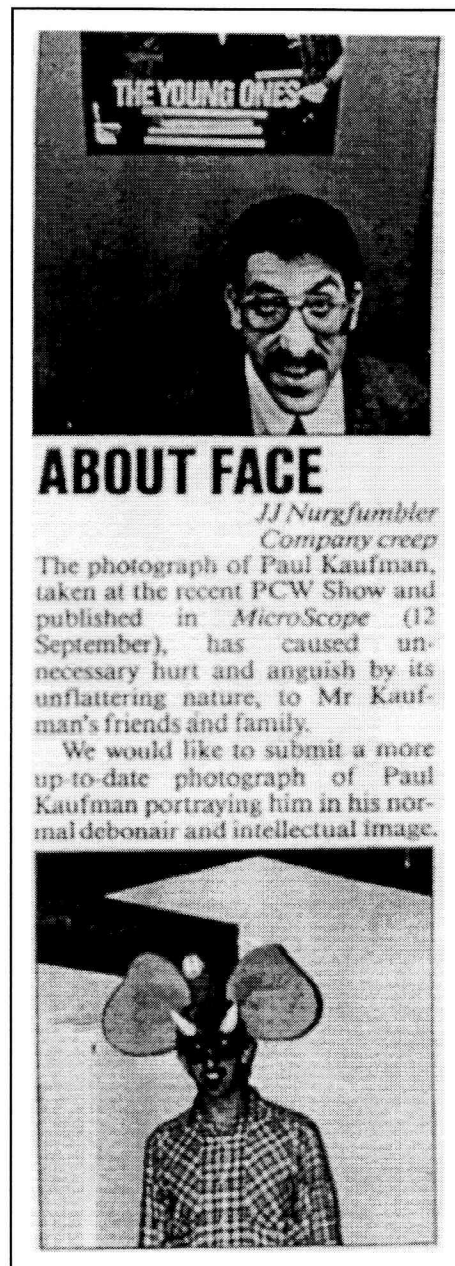 THE YOUNG ONES
ABOUT FACE
JJ Nurgfumbler
Company creep
The photograph of Paul Kaufman,
taken at the recent PCW Show and
published in MicroScope (12
September), has caused un-
necessary hurt and anguish by its
unflattering nature, to Mr Kauf-
man's friends and family.
We would like to submit a more
up-to-date photograph of Paul
Kaufman portraying him in his nor-
mal debonair and intellectual image.